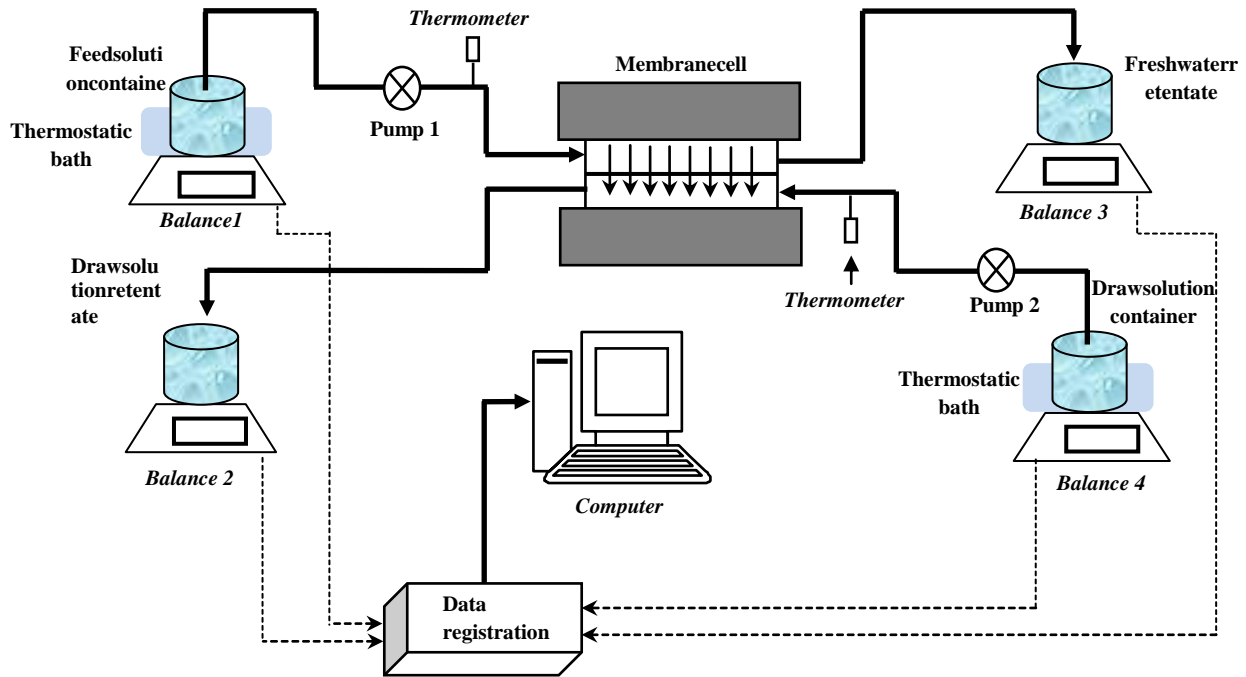 Thermometer
Feedsoluti
oncontaine
Membranecell
Freshwaterr
etentate
Pump 1
Thermostatic
bath
Balance1
Balance 3
Drawsolu
tionretent
ate
Thermometer
Pump 2
Drawsolution
container
Thermostatic
bath
Balance 2
Computer
Balance 4
Data
registration